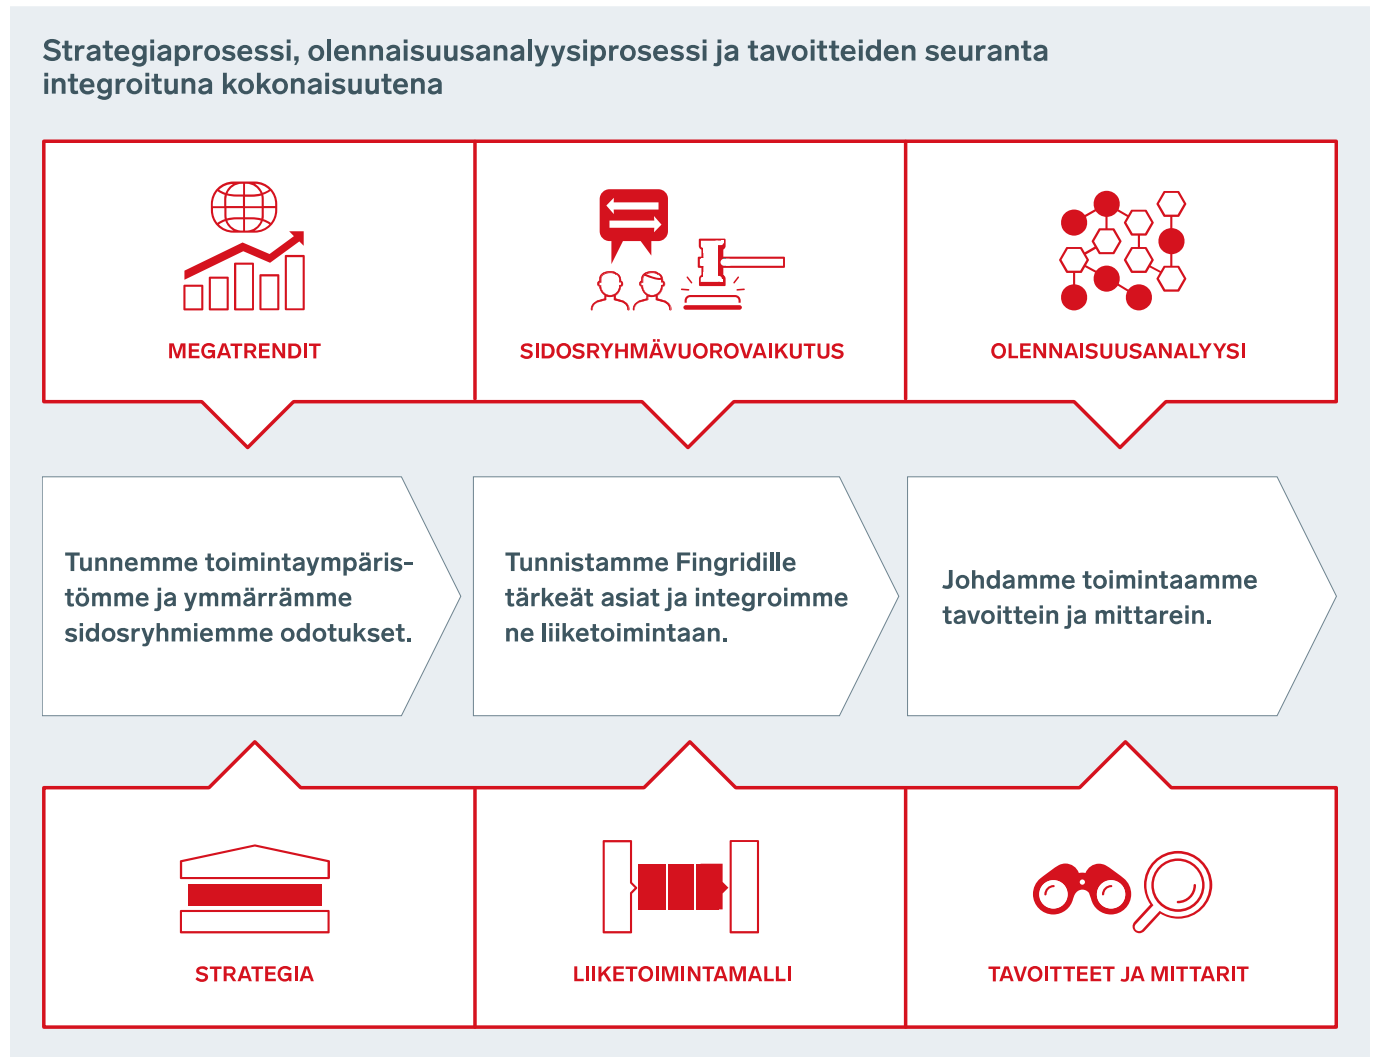 Strategiaprosessi, olennaisuusanalyysiprosessi ja tavoitteiden seuranta
integroituna kokonaisuutena
MEGATRENDIT
SIDOSRYHMÄVUOROVAIKUTUS
OLENNAISUUSANALYYSI
Tunnemme toimintaympäris-
tömme ja ymmärrämme
sidosryhmiemme odotukset.
Tunnistamme Fingridille
tärkeät asiat ja integroimme
ne liiketoimintaan.
Johdamme toimintaamme
tavoittein ja mittarein.
STRATEGIA
LIIKETOIMINTAMALLI
TAVOITTEET JA MITTARIT